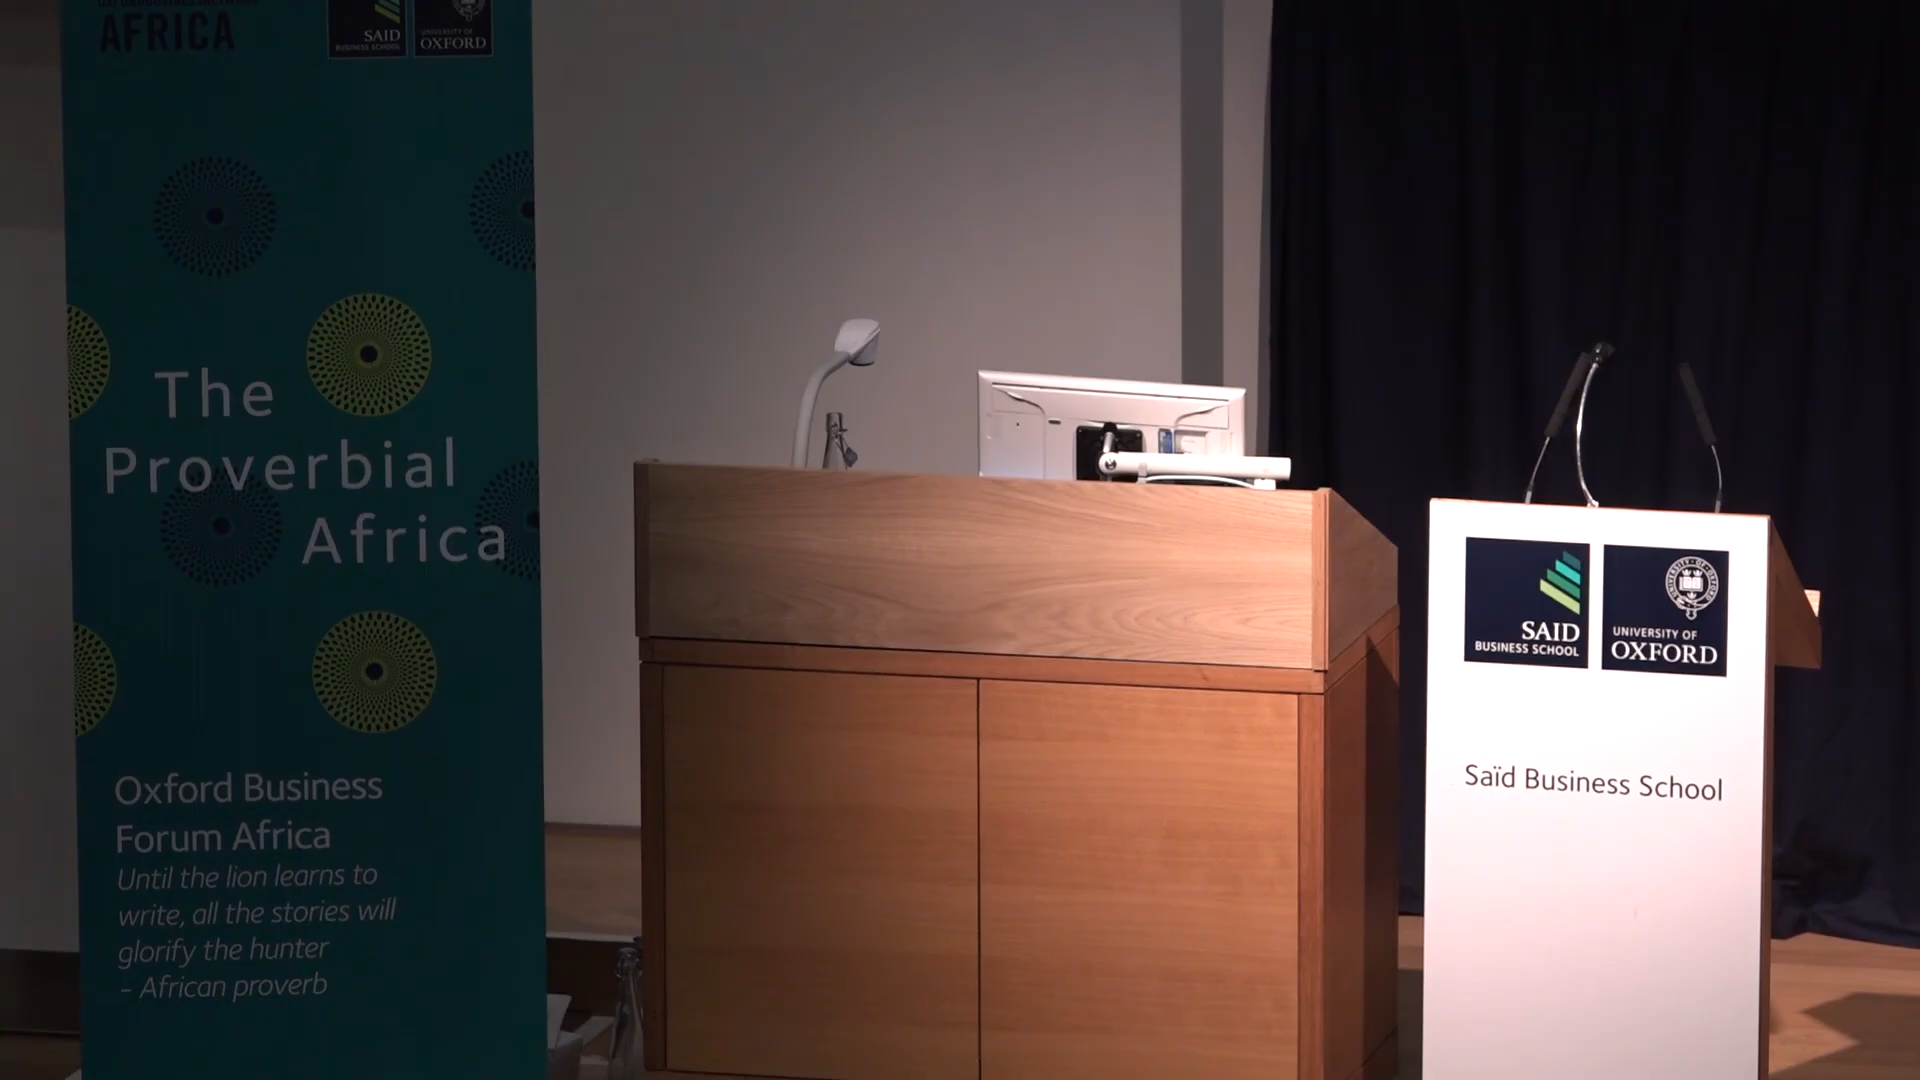 AFRICA
SAID
BUSINESS SCHOOL
UNIVERSITY OF
OXFORD
The
Proverbial
Africa
Oxford Business
Forum Africa
Until the lion learns to
write, all the stories will
glorify the hunter
– African proverb
SAID
BUSINESS SCHOOL
UNIVERSITY OF
OXFORD
Saïd Business School